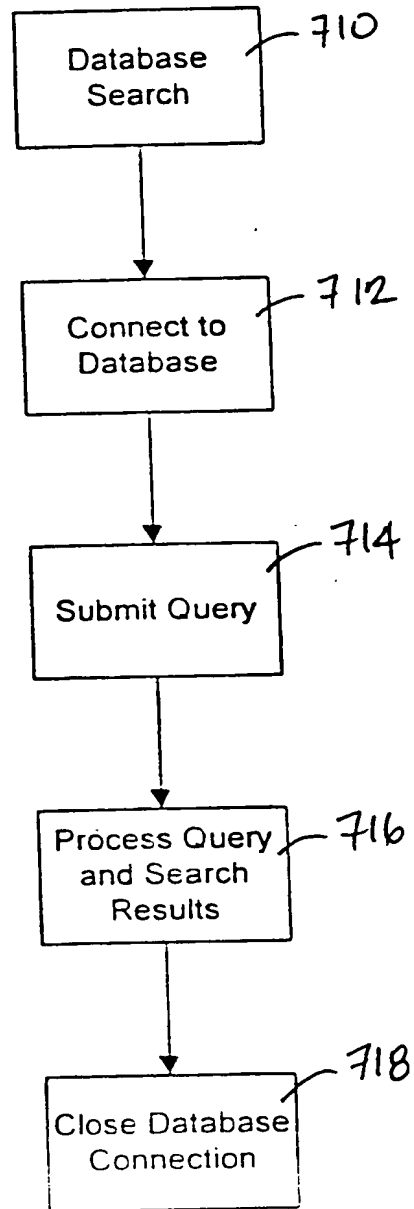 710
Database
Search
712
Connect to
Database
714
Submit Query
716
Process Query
and Search
Results
718
Close Database
Connection